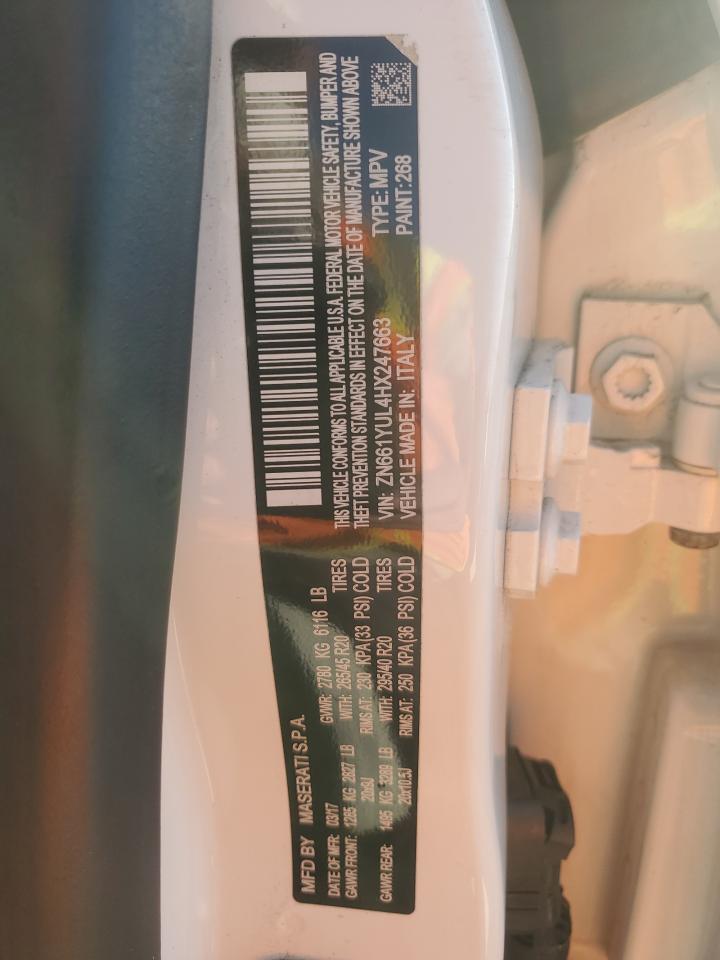 MFD BY MASERATI S.P.A.
DATE OF MFR: 03/17 GVWR: 2780 KG 6116 LB
GAWR FRONT: 1285 KG 2827 LB WITH: 265/45 R20 TIRES
20x9J RIMS AT: 230 KPA (33 PSI) COLD
GAWR REAR: 1495 KG 3289 LB WITH: 295/40 R20 TIRES
20x10.5J RIMS AT: 250 KPA (36 PSI) COLD
THIS VEHICLE CONFORMS TO ALL APPLICABLE U.S.A. FEDERAL MOTOR VEHICLE SAFETY, BUMPER AND
THEFT PREVENTION STANDARDS IN EFFECT ON THE DATE OF MANUFACTURE SHOWN ABOVE
VIN: ZN661YUL4HX247663 TYPE: MPV
VEHICLE MADE IN: ITALY PAINT: 268